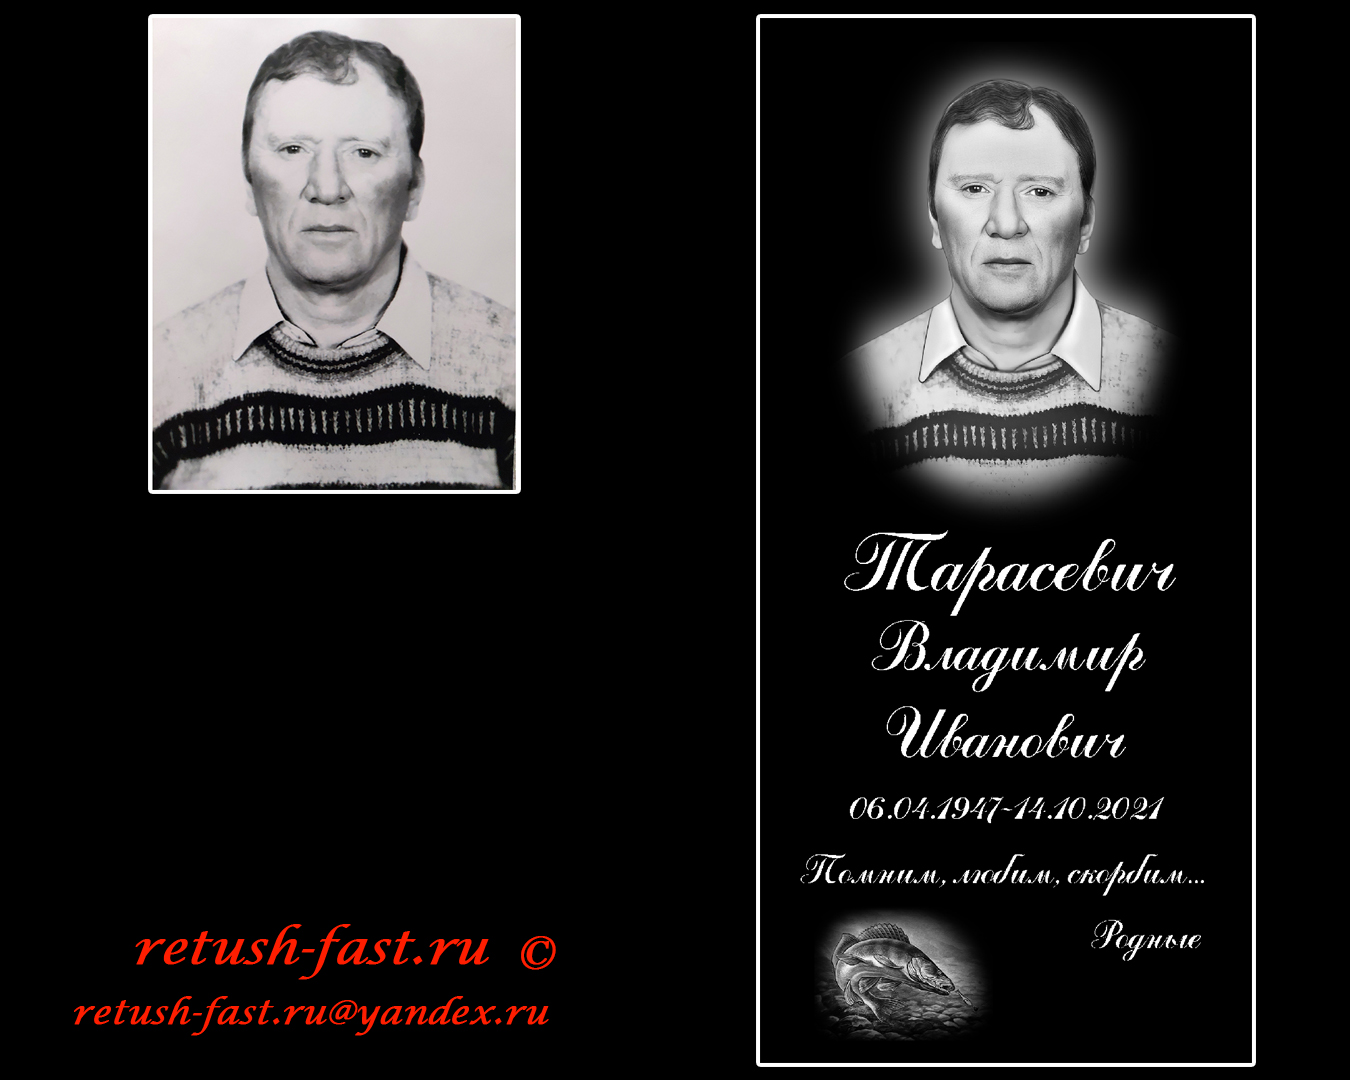 Тарасевич
Владимир
Иванович
06.04.1947-14.10.2021
Помним, любим, скорбим...
Родные
retush-fast.ru ©
retush-fast.ru@yandex.ru